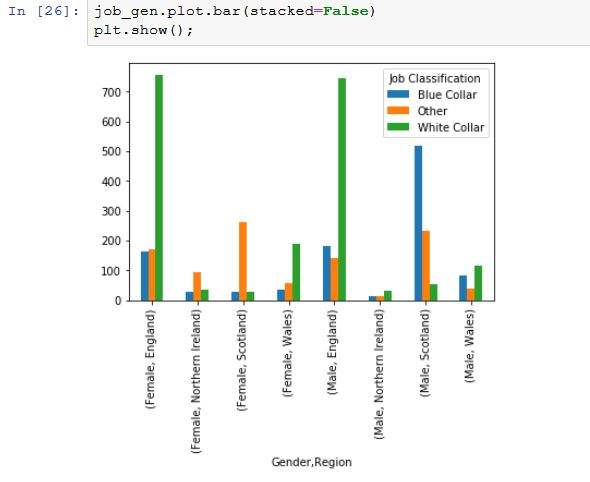 In [26]: job_gen.plot.bar(stacked=False)
plt.show();
Job Classification
Blue Collar
Other
White Collar
700
600
500
400
300
200
100
0
(Female, England)
(Female, Northern Ireland)
(Female, Scotland)
(Female, Wales)
(Male, England)
(Male, Northern Ireland)
(Male, Scotland)
(Male, Wales)
Gender,Region